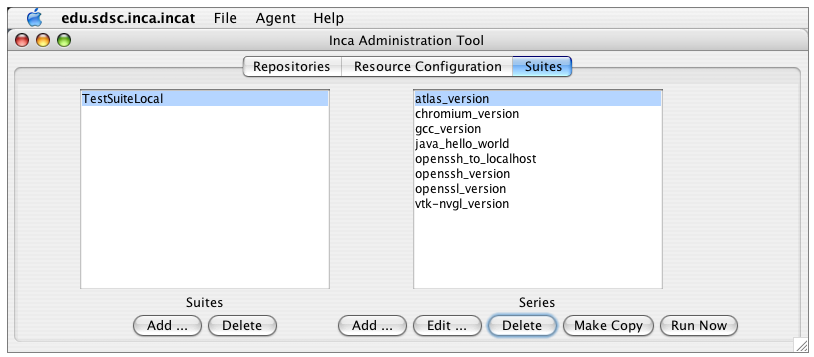 edu.sdsc.inca.incat File Agent Help
Inca Administration Tool
Repositories Resource Configuration Suites
TestSuiteLocal
atlas_version
chromium_version
gcc_version
java_hello_world
openssh_to_localhost
openssh_version
openssl_version
vtk-nvgl_version
Suites
Series
Add ... Delete
Add ... Edit ... Delete Make Copy Run Now